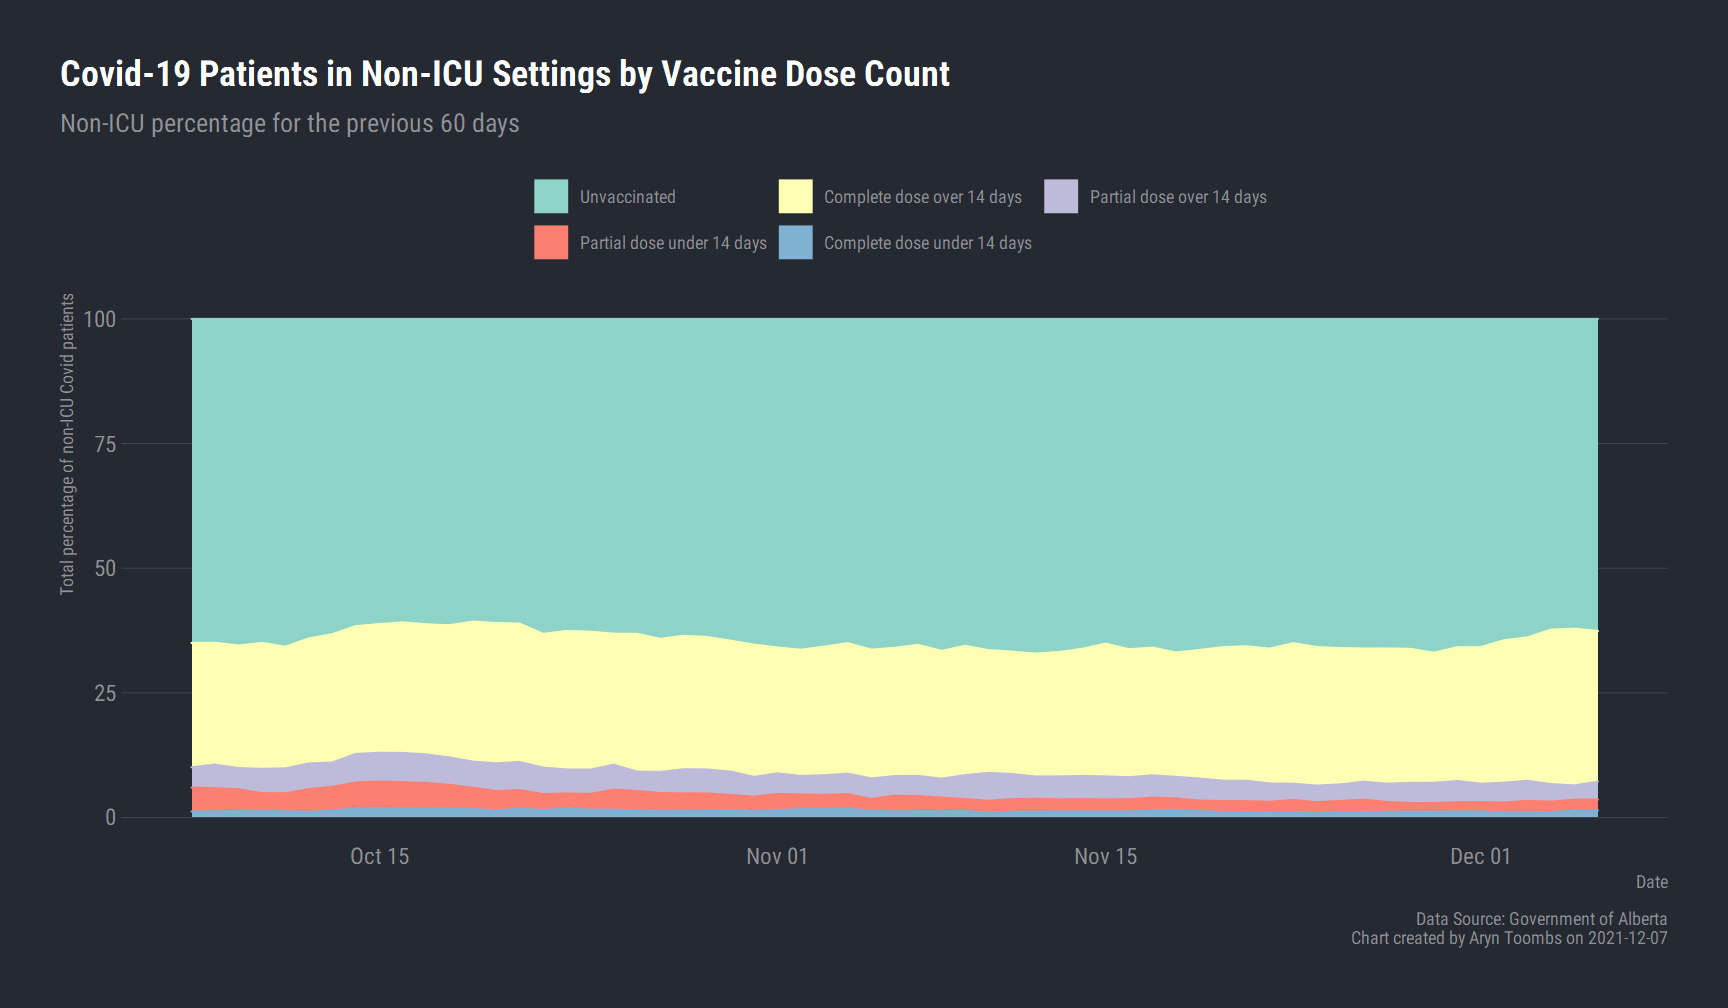 Covid-19 Patients in Non-ICU Settings by Vaccine Dose Count
Non-ICU percentage for the previous 60 days
Unvaccinated
Complete dose over 14 days
Partial dose over 14 days
Partial dose under 14 days
Complete dose under 14 days
Total percentage of non-ICU Covid patients
100
75
50
25
0
Oct 15
Nov 01
Nov 15
Dec 01
Date
Data Source: Government of Alberta
Chart created by Aryn Toombs on 2021-12-07